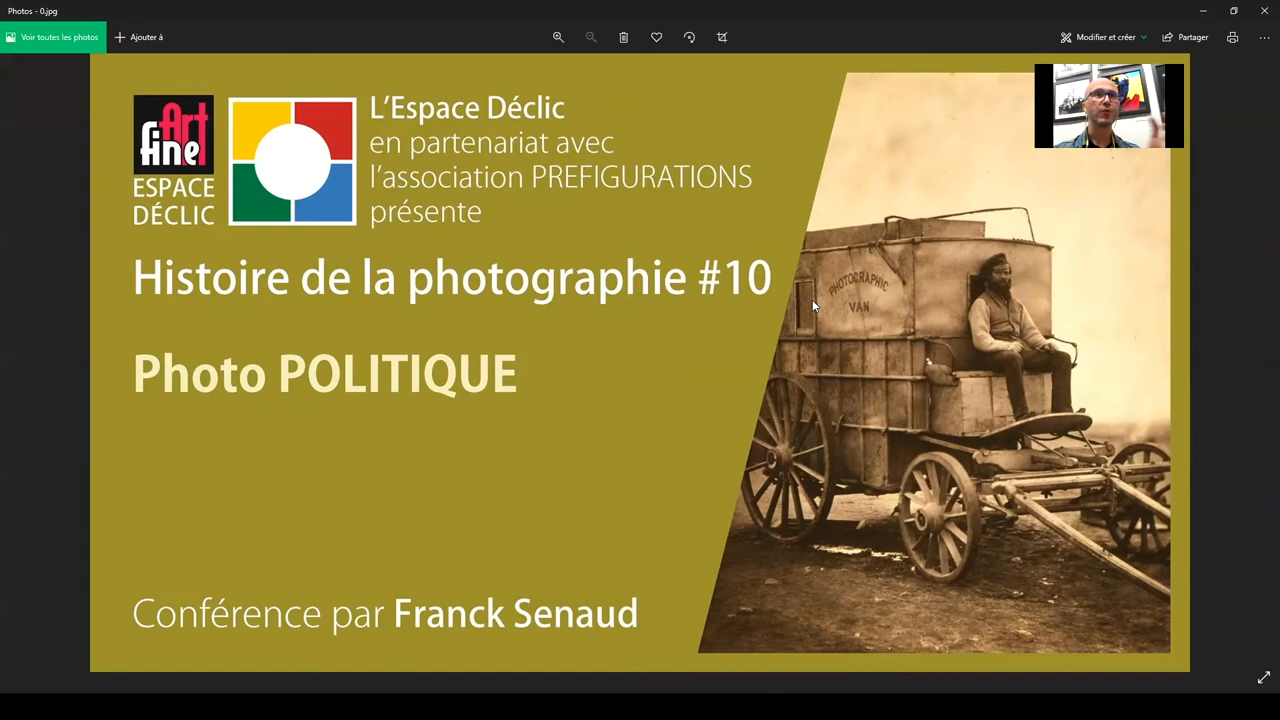 Photos - 0.jpg
Voir toutes les photos
Ajouter à
Modifier et créer
Partager
Art
fine
ESPACE
DÉCLIC
L'Espace Déclic
en partenariat avec
l'association PREFIGURATIONS
présente
Histoire de la photographie #10
Photo POLITIQUE
Conférence par Franck Senaud
PHOTOGRAPHIC
VAN